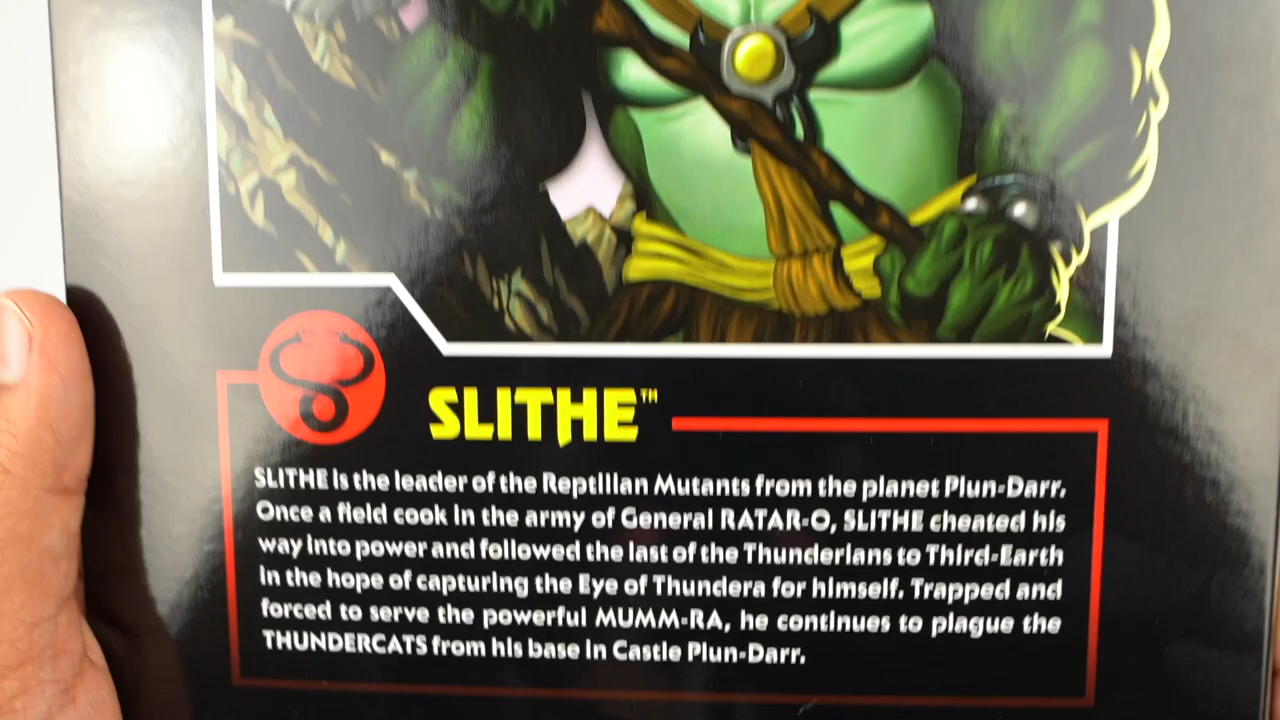 SLITHE™
SLITHE is the leader of the Reptilian Mutants from the planet Plun-Darr.
Once a field cook in the army of General RATAR-O, SLITHE cheated his
way into power and followed the last of the Thunderians to Third-Earth
in the hope of capturing the Eye of Thundera for himself. Trapped and
forced to serve the powerful MUMM-RA, he continues to plague the
THUNDERCATS from his base in Castle Plun-Darr.